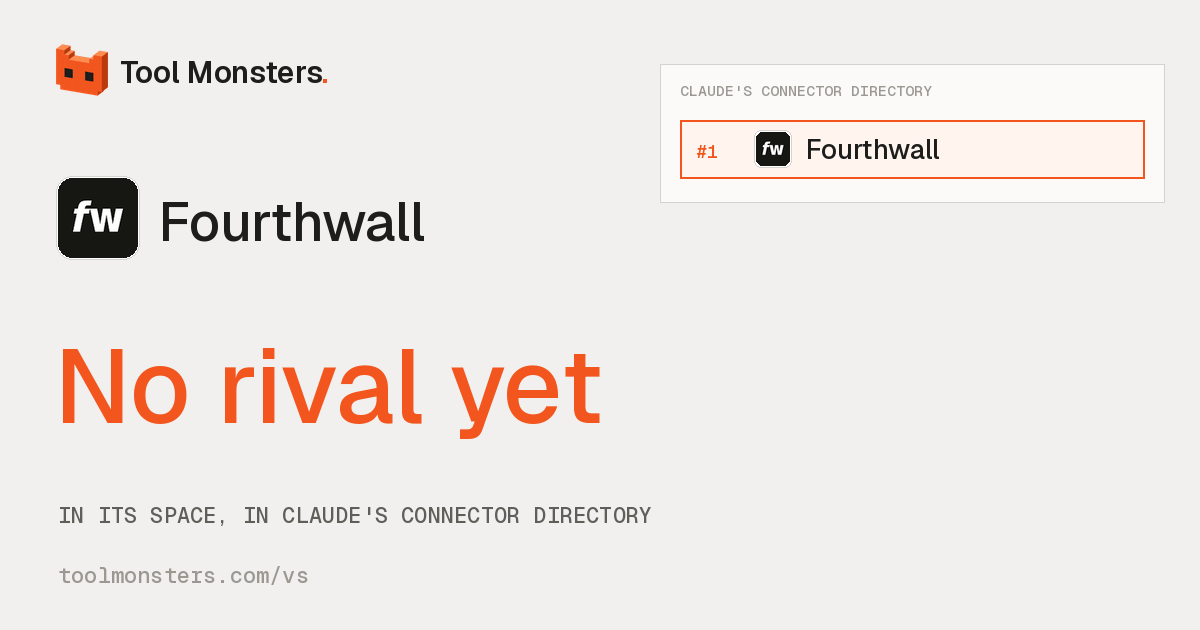 Tool Monsters.
CLAUDE'S CONNECTOR DIRECTORY
#1 fw Fourthwall
fw Fourthwall
No rival yet
IN ITS SPACE, IN CLAUDE'S CONNECTOR DIRECTORY
toolmonsters.com/vs